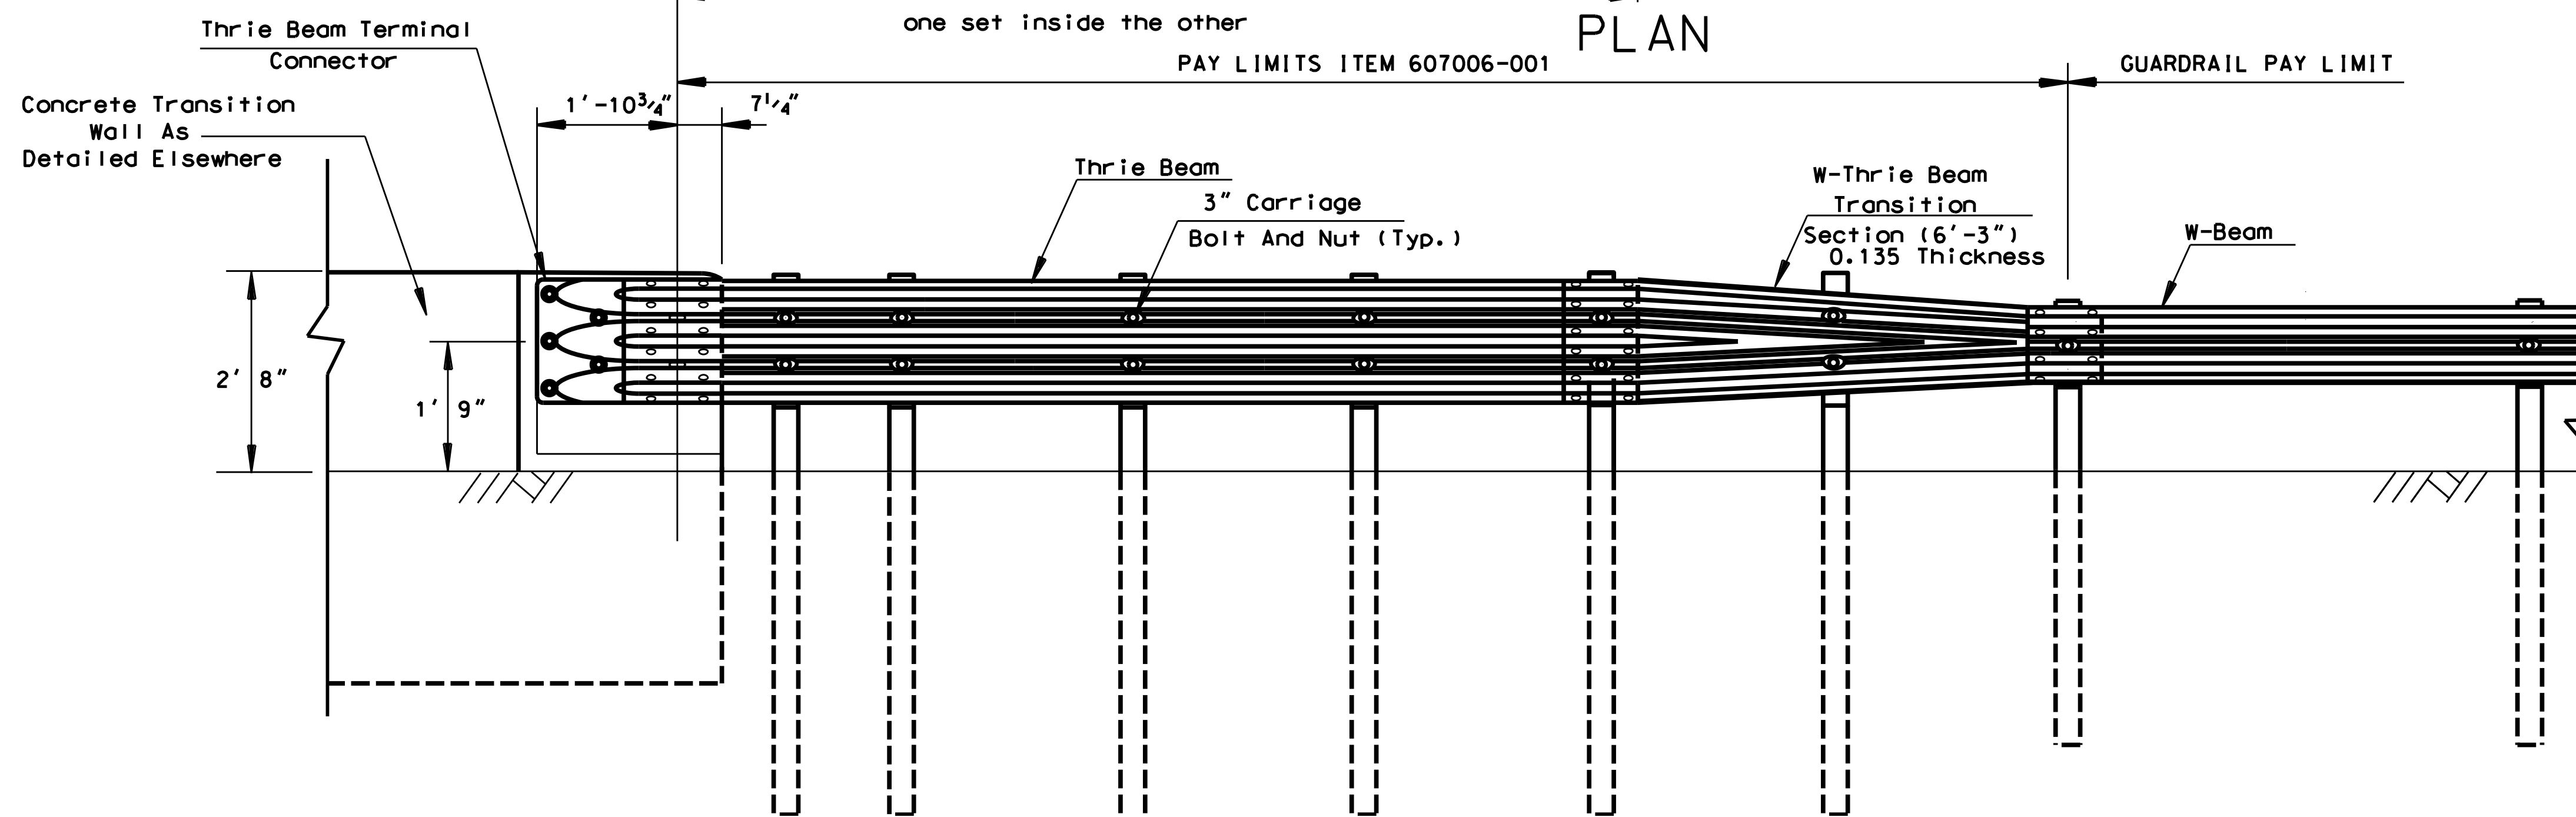 one set inside the other
PLAN
Thrie Beam Terminal
Connector
PAY LIMITS ITEM 607006-001
GUARDRAIL PAY LIMIT
Concrete Transition
Wall As
Detailed Elsewhere
1'-10¾"
7¼"
Thrie Beam
3" Carriage
Bolt And Nut (Typ.)
W-Thrie Beam
Transition
Section (6'-3")
0.135 Thickness
W-Beam
2' 8"
1' 9"